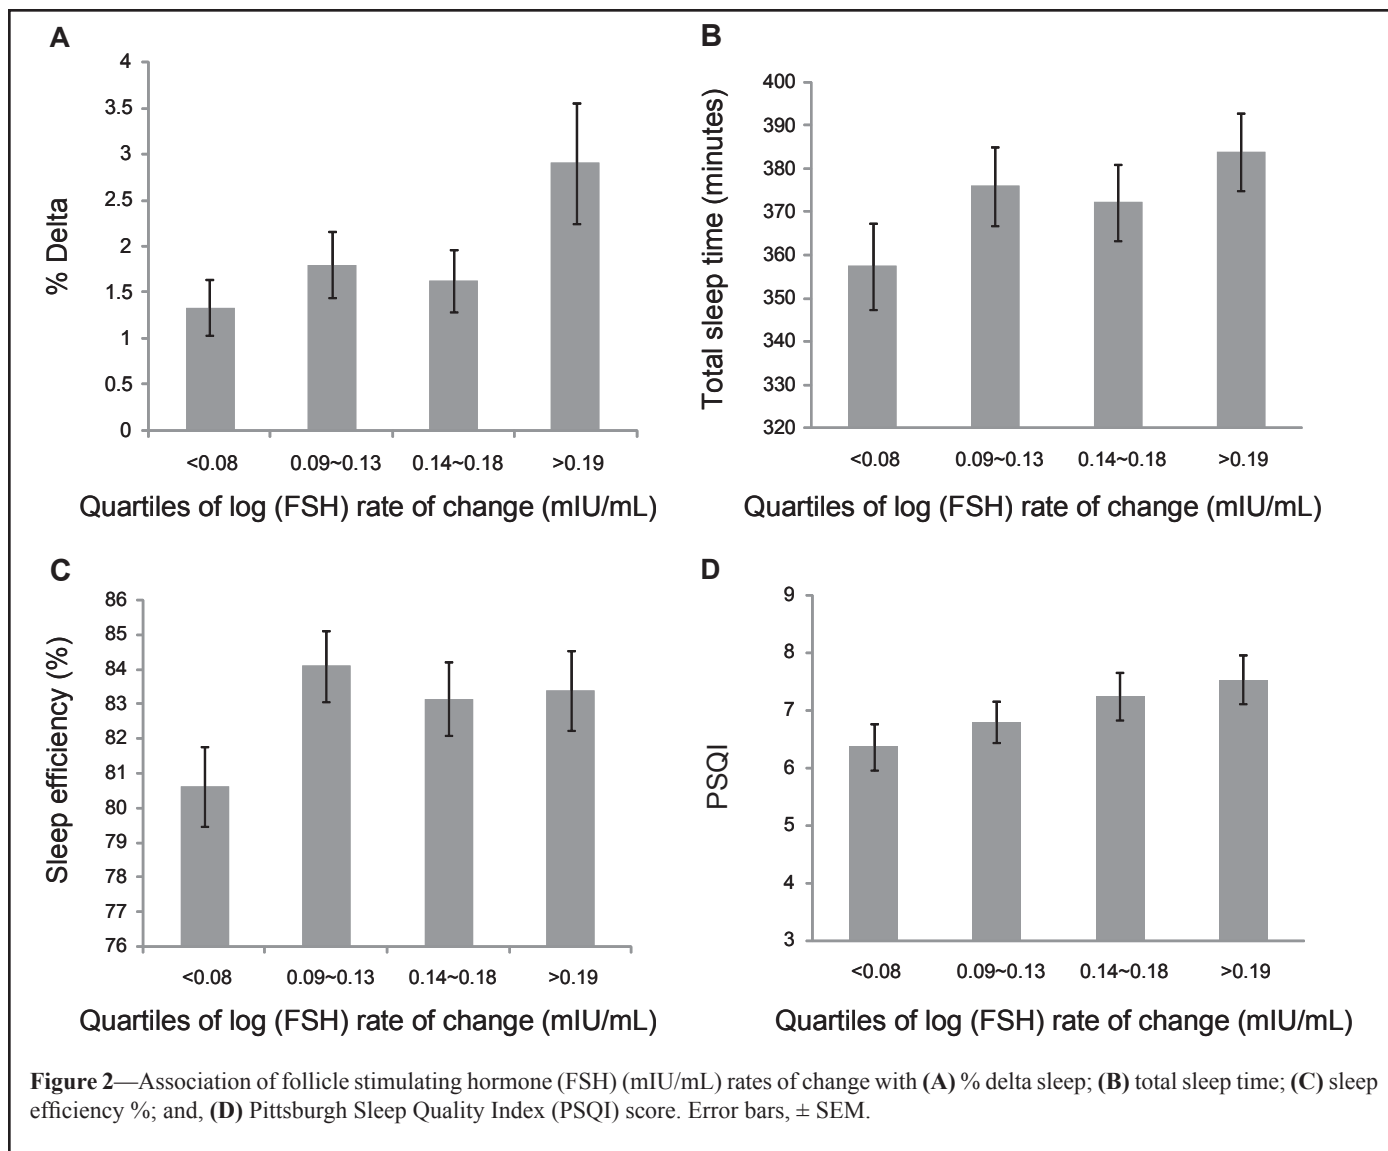 A
4
3.5
3
2.5
2
1.5
1
0.5
0
% Delta
<0.08 0.09~0.13 0.14~0.18 >0.19
Quartiles of log (FSH) rate of change (mIU/mL)
B
400
390
380
370
360
350
340
330
320
Total sleep time (minutes)
<0.08 0.09~0.13 0.14~0.18 >0.19
Quartiles of log (FSH) rate of change (mIU/mL)
C
86
85
84
83
82
81
80
79
78
77
76
Sleep efficiency (%)
<0.08 0.09~0.13 0.14~0.18 >0.19
Quartiles of log (FSH) rate of change (mIU/mL)
D
9
8
7
6
5
4
3
PSQI
<0.08 0.09~0.13 0.14~0.18 >0.19
Quartiles of log (FSH) rate of change (mIU/mL)
Figure 2—Association of follicle stimulating hormone (FSH) (mIU/mL) rates of change with (A) % delta sleep; (B) total sleep time; (C) sleep
efficiency %; and, (D) Pittsburgh Sleep Quality Index (PSQI) score. Error bars, ± SEM.